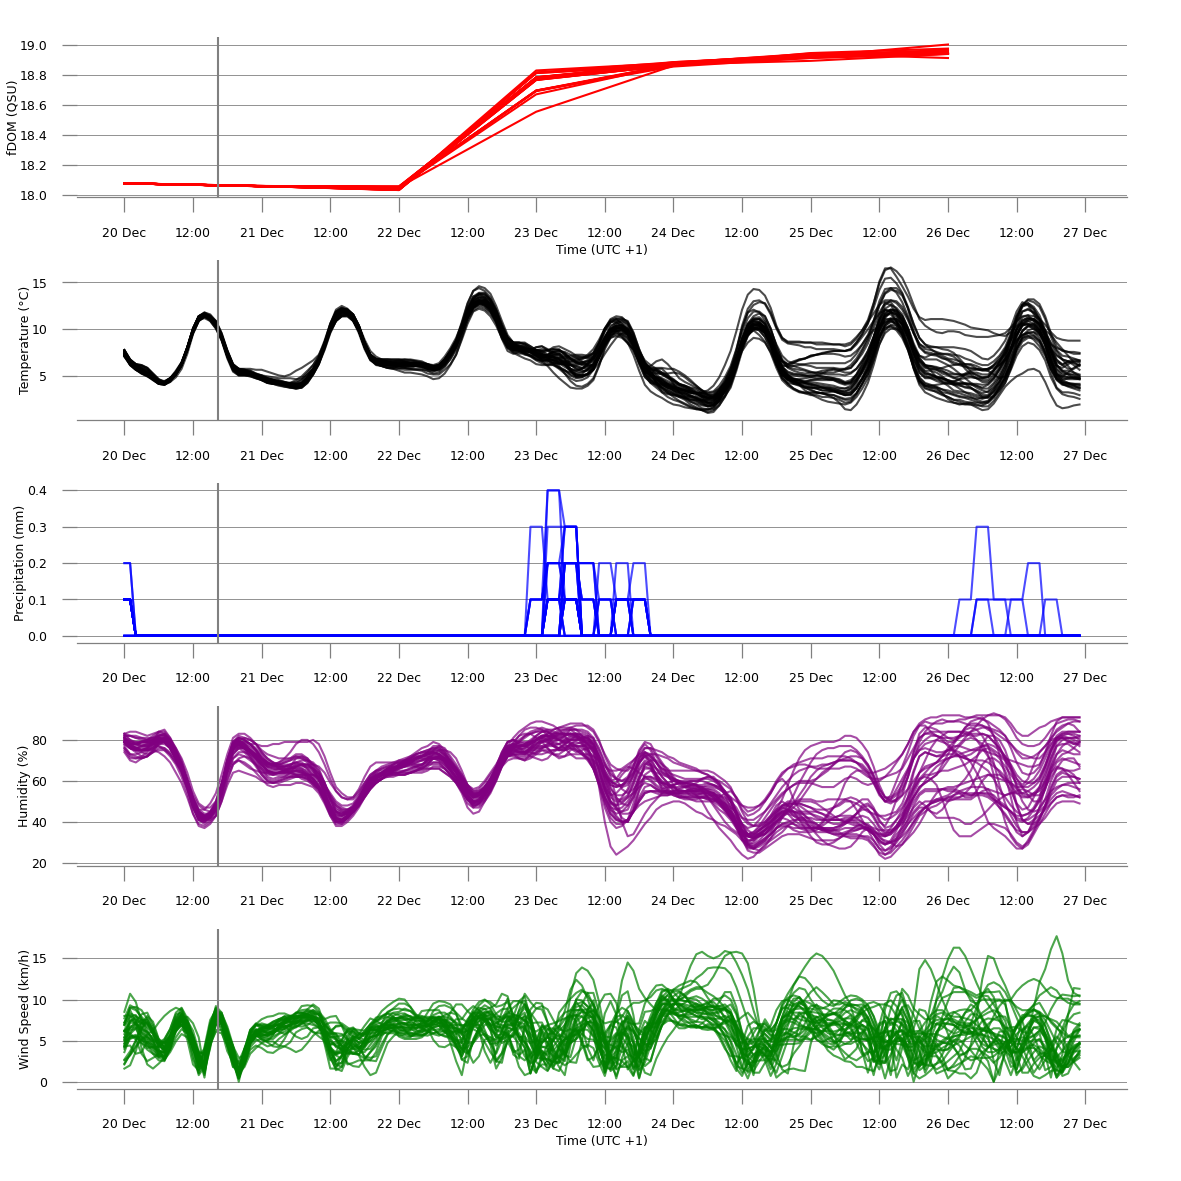 fDOM (QSU)
19.0
18.8
18.6
18.4
18.2
18.0
20 Dec 12:00 21 Dec 12:00 22 Dec 12:00 23 Dec 12:00 24 Dec 12:00 25 Dec 12:00 26 Dec 12:00 27 Dec
Time (UTC +1)
Temperature (°C)
15
10
5
20 Dec 12:00 21 Dec 12:00 22 Dec 12:00 23 Dec 12:00 24 Dec 12:00 25 Dec 12:00 26 Dec 12:00 27 Dec
Precipitation (mm)
0.4
0.3
0.2
0.1
0.0
20 Dec 12:00 21 Dec 12:00 22 Dec 12:00 23 Dec 12:00 24 Dec 12:00 25 Dec 12:00 26 Dec 12:00 27 Dec
Humidity (%)
80
60
40
20
20 Dec 12:00 21 Dec 12:00 22 Dec 12:00 23 Dec 12:00 24 Dec 12:00 25 Dec 12:00 26 Dec 12:00 27 Dec
Wind Speed (km/h)
15
10
5
0
20 Dec 12:00 21 Dec 12:00 22 Dec 12:00 23 Dec 12:00 24 Dec 12:00 25 Dec 12:00 26 Dec 12:00 27 Dec
Time (UTC +1)